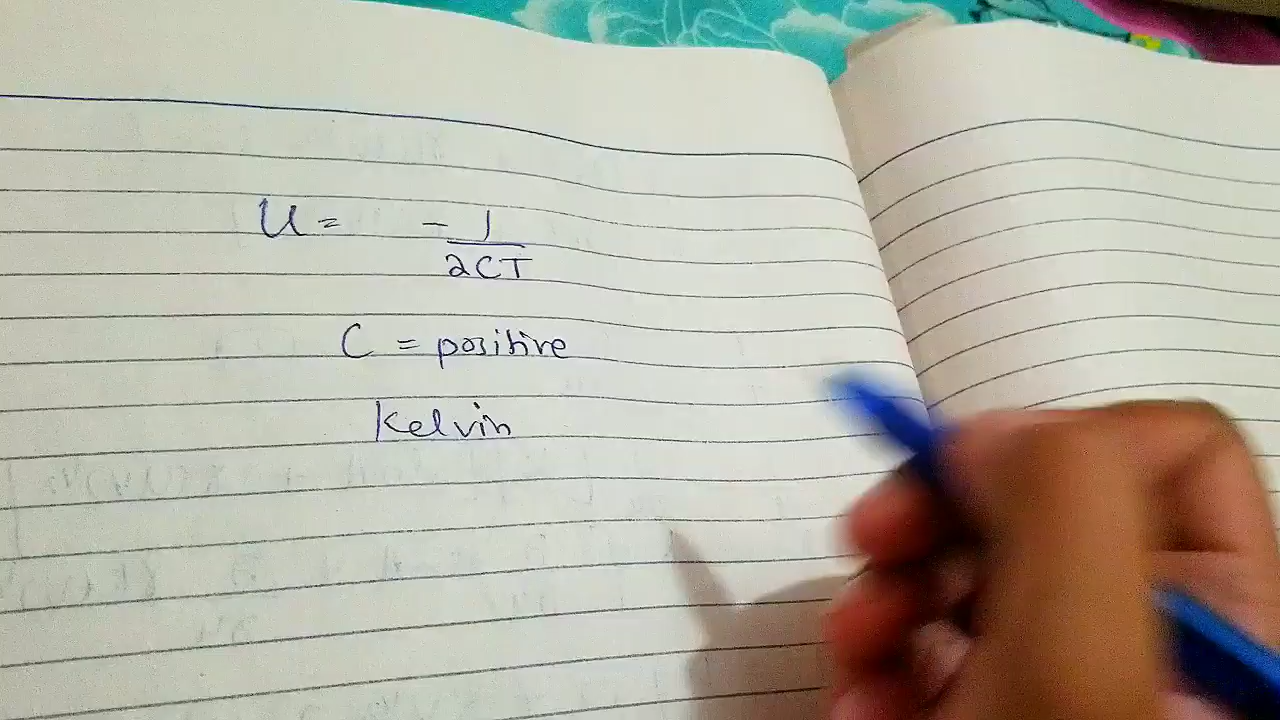 U = - 1/2CT
C = positive
Kelvin